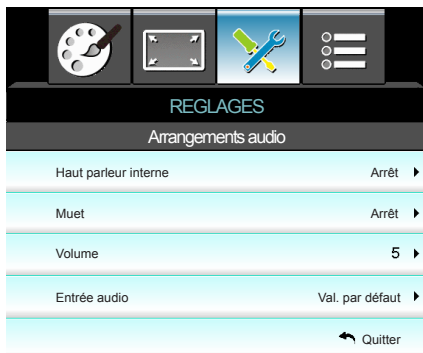 REGLAGES
Arrangements audio
Haut parleur interne Arrêt
Muet Arrêt
Volume 5
Entrée audio Val. par défaut
Quitter